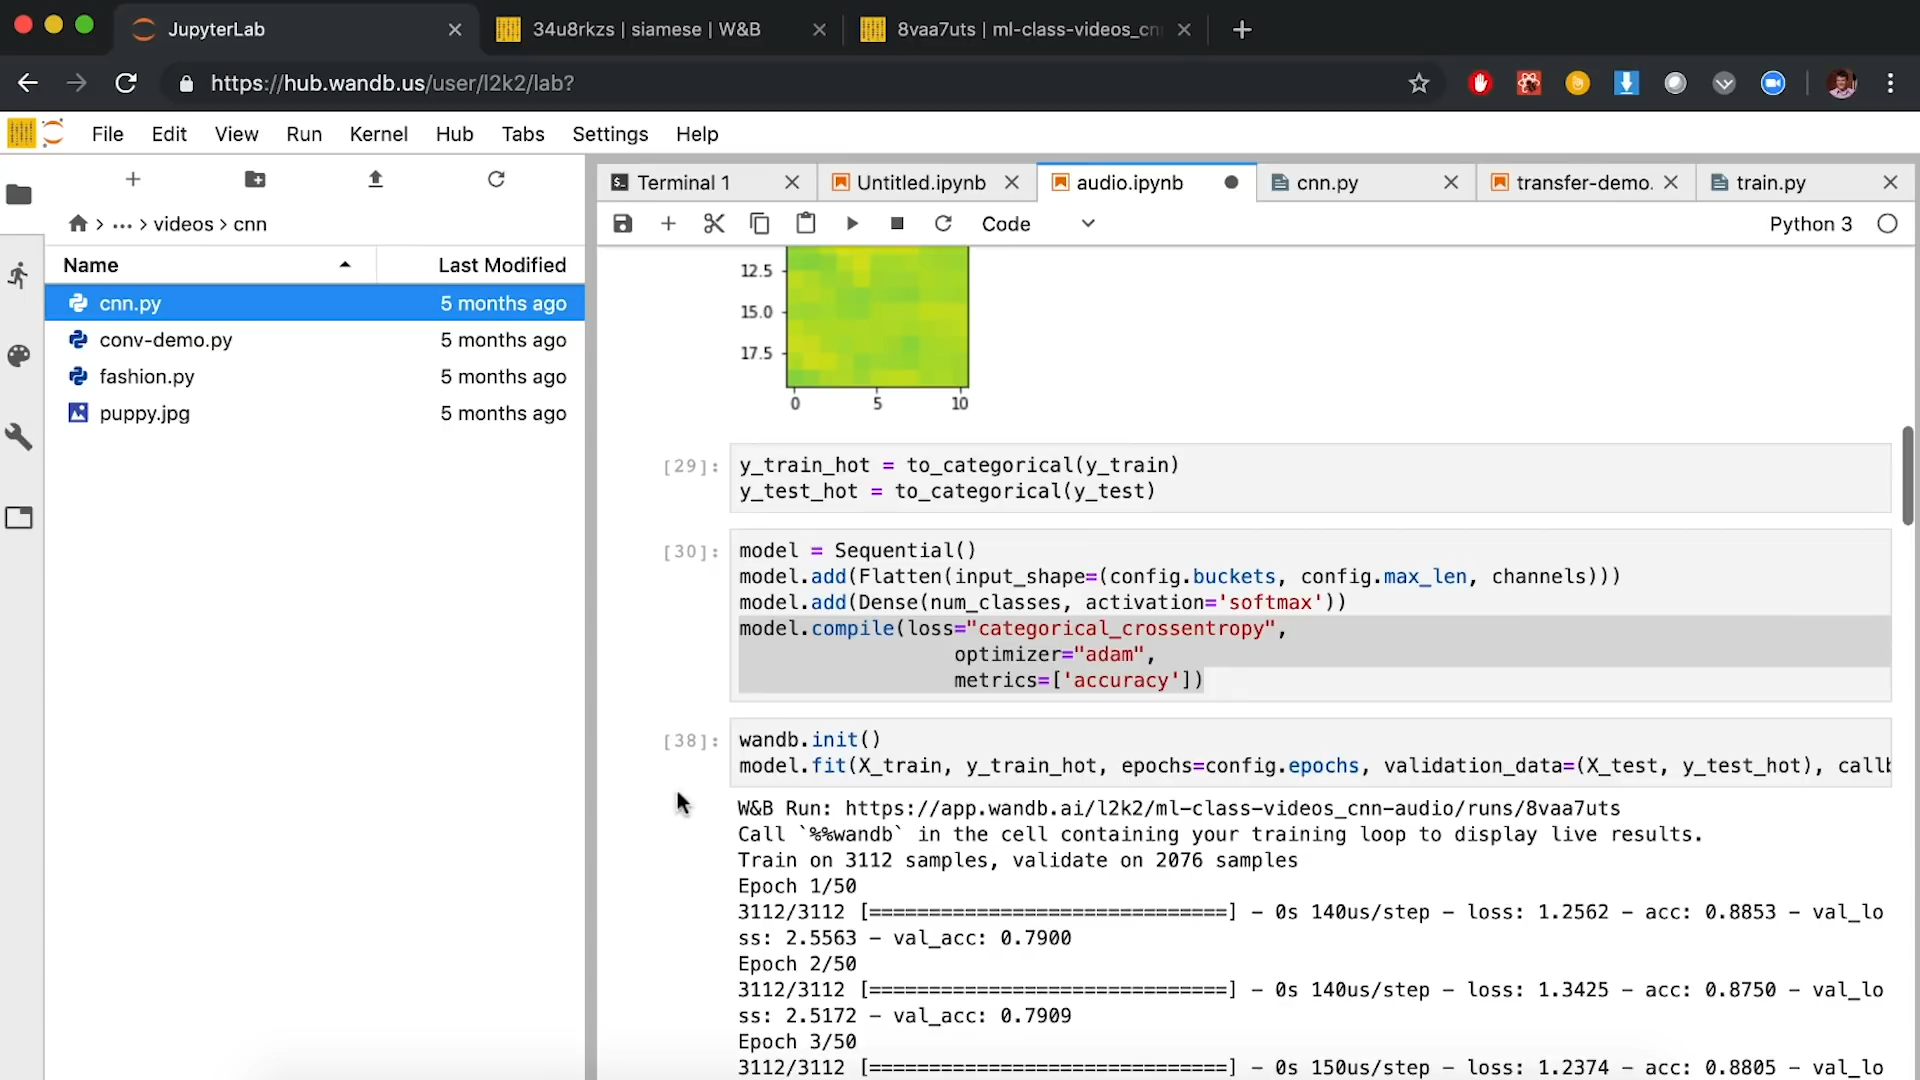 JupyterLab
34u8rkzs | siamese | W&B
8vaa7uts | ml-class-videos_cn
https://hub.wandb.us/user/l2k2/lab?
File Edit View Run Kernel Hub Tabs Settings Help
Terminal 1
Untitled.ipynb
audio.ipynb
cnn.py
transfer-demo.
train.py
… > videos > cnn
Code
Python 3
Name Last Modified
cnn.py 5 months ago
conv-demo.py 5 months ago
fashion.py 5 months ago
puppy.jpg 5 months ago
12.5
15.0
17.5
0 5 10
[29]: y_train_hot = to_categorical(y_train)
y_test_hot = to_categorical(y_test)
[30]: model = Sequential()
model.add(Flatten(input_shape=(config.buckets, config.max_len, channels)))
model.add(Dense(num_classes, activation='softmax'))
model.compile(loss="categorical_crossentropy",
optimizer="adam",
metrics=['accuracy'])
[38]: wandb.init()
model.fit(X_train, y_train_hot, epochs=config.epochs, validation_data=(X_test, y_test_hot), callb
W&B Run: https://app.wandb.ai/l2k2/ml-class-videos_cnn-audio/runs/8vaa7uts
Call `%%wandb` in the cell containing your training loop to display live results.
Train on 3112 samples, validate on 2076 samples
Epoch 1/50
3112/3112 [==============================] - 0s 140us/step - loss: 1.2562 - acc: 0.8853 - val_lo
ss: 2.5563 - val_acc: 0.7900
Epoch 2/50
3112/3112 [==============================] - 0s 140us/step - loss: 1.3425 - acc: 0.8750 - val_lo
ss: 2.5172 - val_acc: 0.7909
Epoch 3/50
3112/3112 [==============================] - 0s 150us/step - loss: 1.2374 - acc: 0.8805 - val_lo